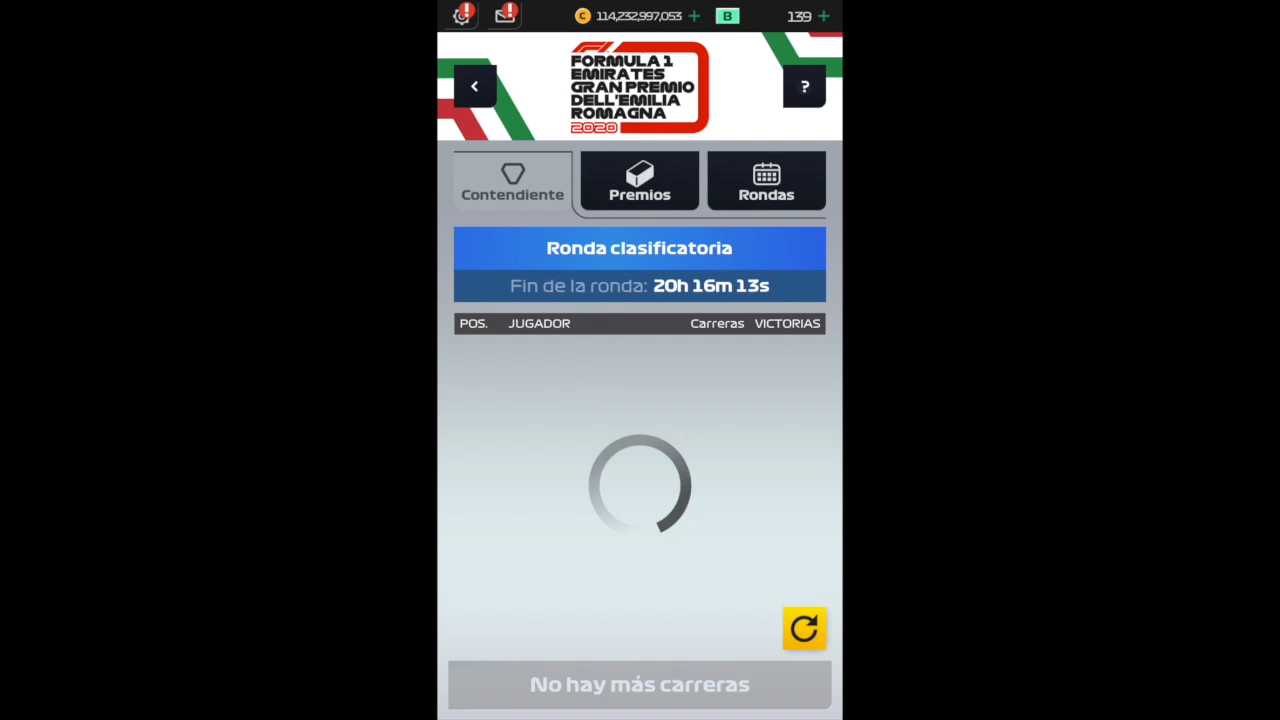 114,232,997,053
B
139
FORMULA 1
EMIRATES
GRAN PREMIO
DELL'EMILIA
ROMAGNA
2020
?
Contendiente
Premios
Rondas
Ronda clasificatoria
Fin de la ronda: 20h 16m 13s
POS. JUGADOR Carreras VICTORIAS
No hay más carreras